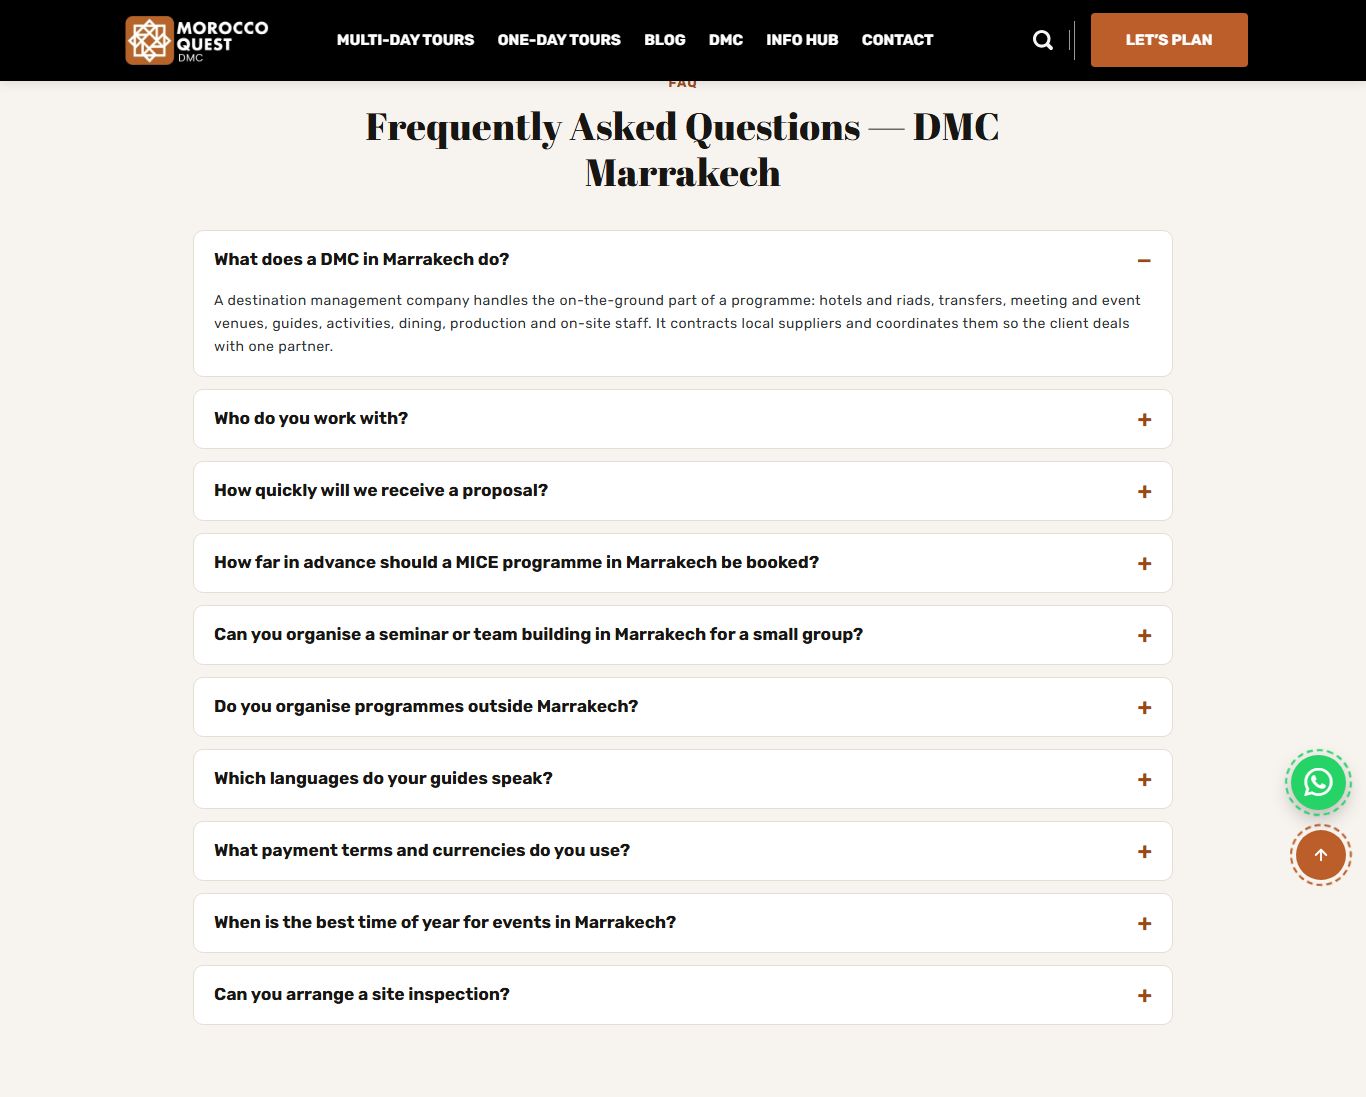 MOROCCO
QUEST
DMC
MULTI-DAY TOURS
ONE-DAY TOURS
BLOG
DMC
INFO HUB
CONTACT
LET'S PLAN
FAQ
Frequently Asked Questions — DMC
Marrakech
What does a DMC in Marrakech do?
A destination management company handles the on-the-ground part of a programme: hotels and riads, transfers, meeting and event
venues, guides, activities, dining, production and on-site staff. It contracts local suppliers and coordinates them so the client deals
with one partner.
Who do you work with?
How quickly will we receive a proposal?
How far in advance should a MICE programme in Marrakech be booked?
Can you organise a seminar or team building in Marrakech for a small group?
Do you organise programmes outside Marrakech?
Which languages do your guides speak?
What payment terms and currencies do you use?
When is the best time of year for events in Marrakech?
Can you arrange a site inspection?